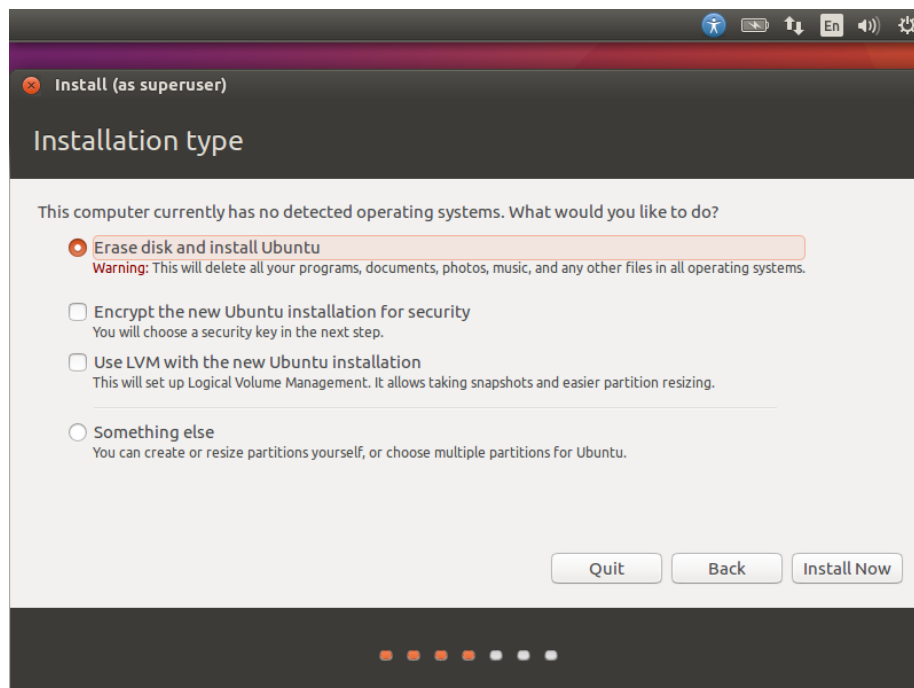 En
Install (as superuser)
Installation type
This computer currently has no detected operating systems. What would you like to do?
Erase disk and install Ubuntu
Warning: This will delete all your programs, documents, photos, music, and any other files in all operating systems.
Encrypt the new Ubuntu installation for security
You will choose a security key in the next step.
Use LVM with the new Ubuntu installation
This will set up Logical Volume Management. It allows taking snapshots and easier partition resizing.
Something else
You can create or resize partitions yourself, or choose multiple partitions for Ubuntu.
Quit Back Install Now